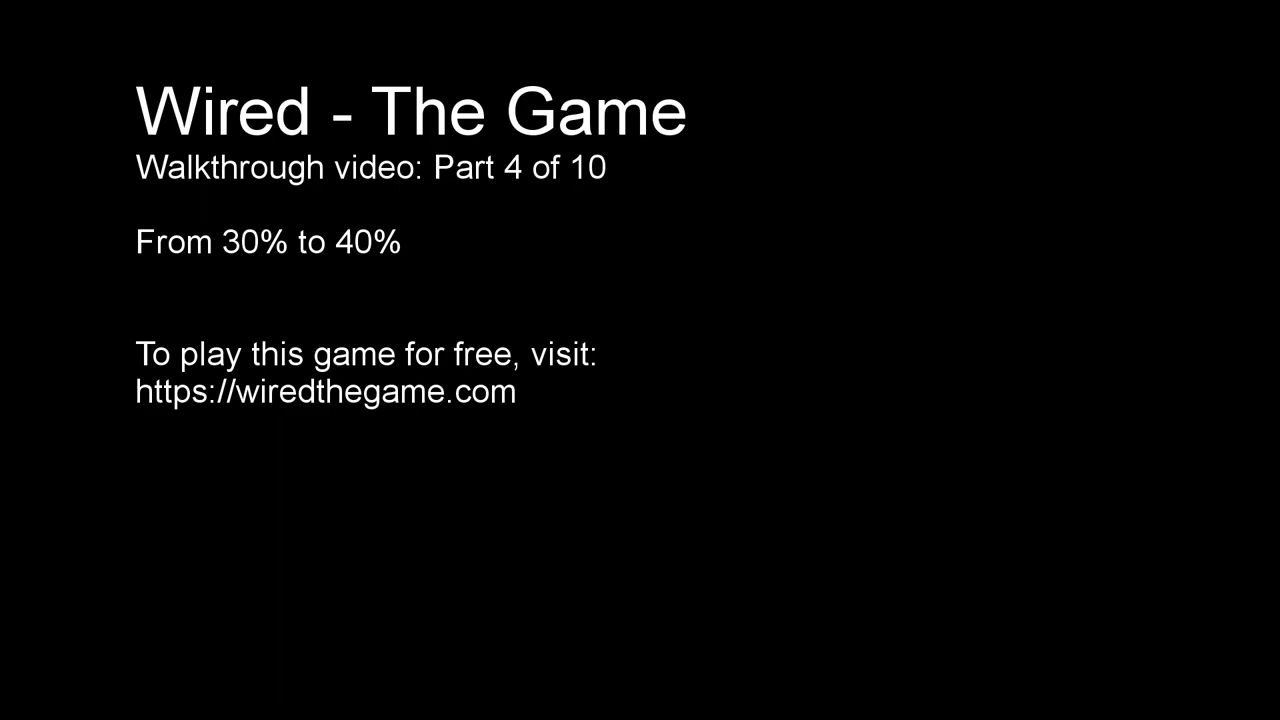 Wired - The Game
Walkthrough video: Part 4 of 10
From 30% to 40%
To play this game for free, visit:
https://wiredthegame.com